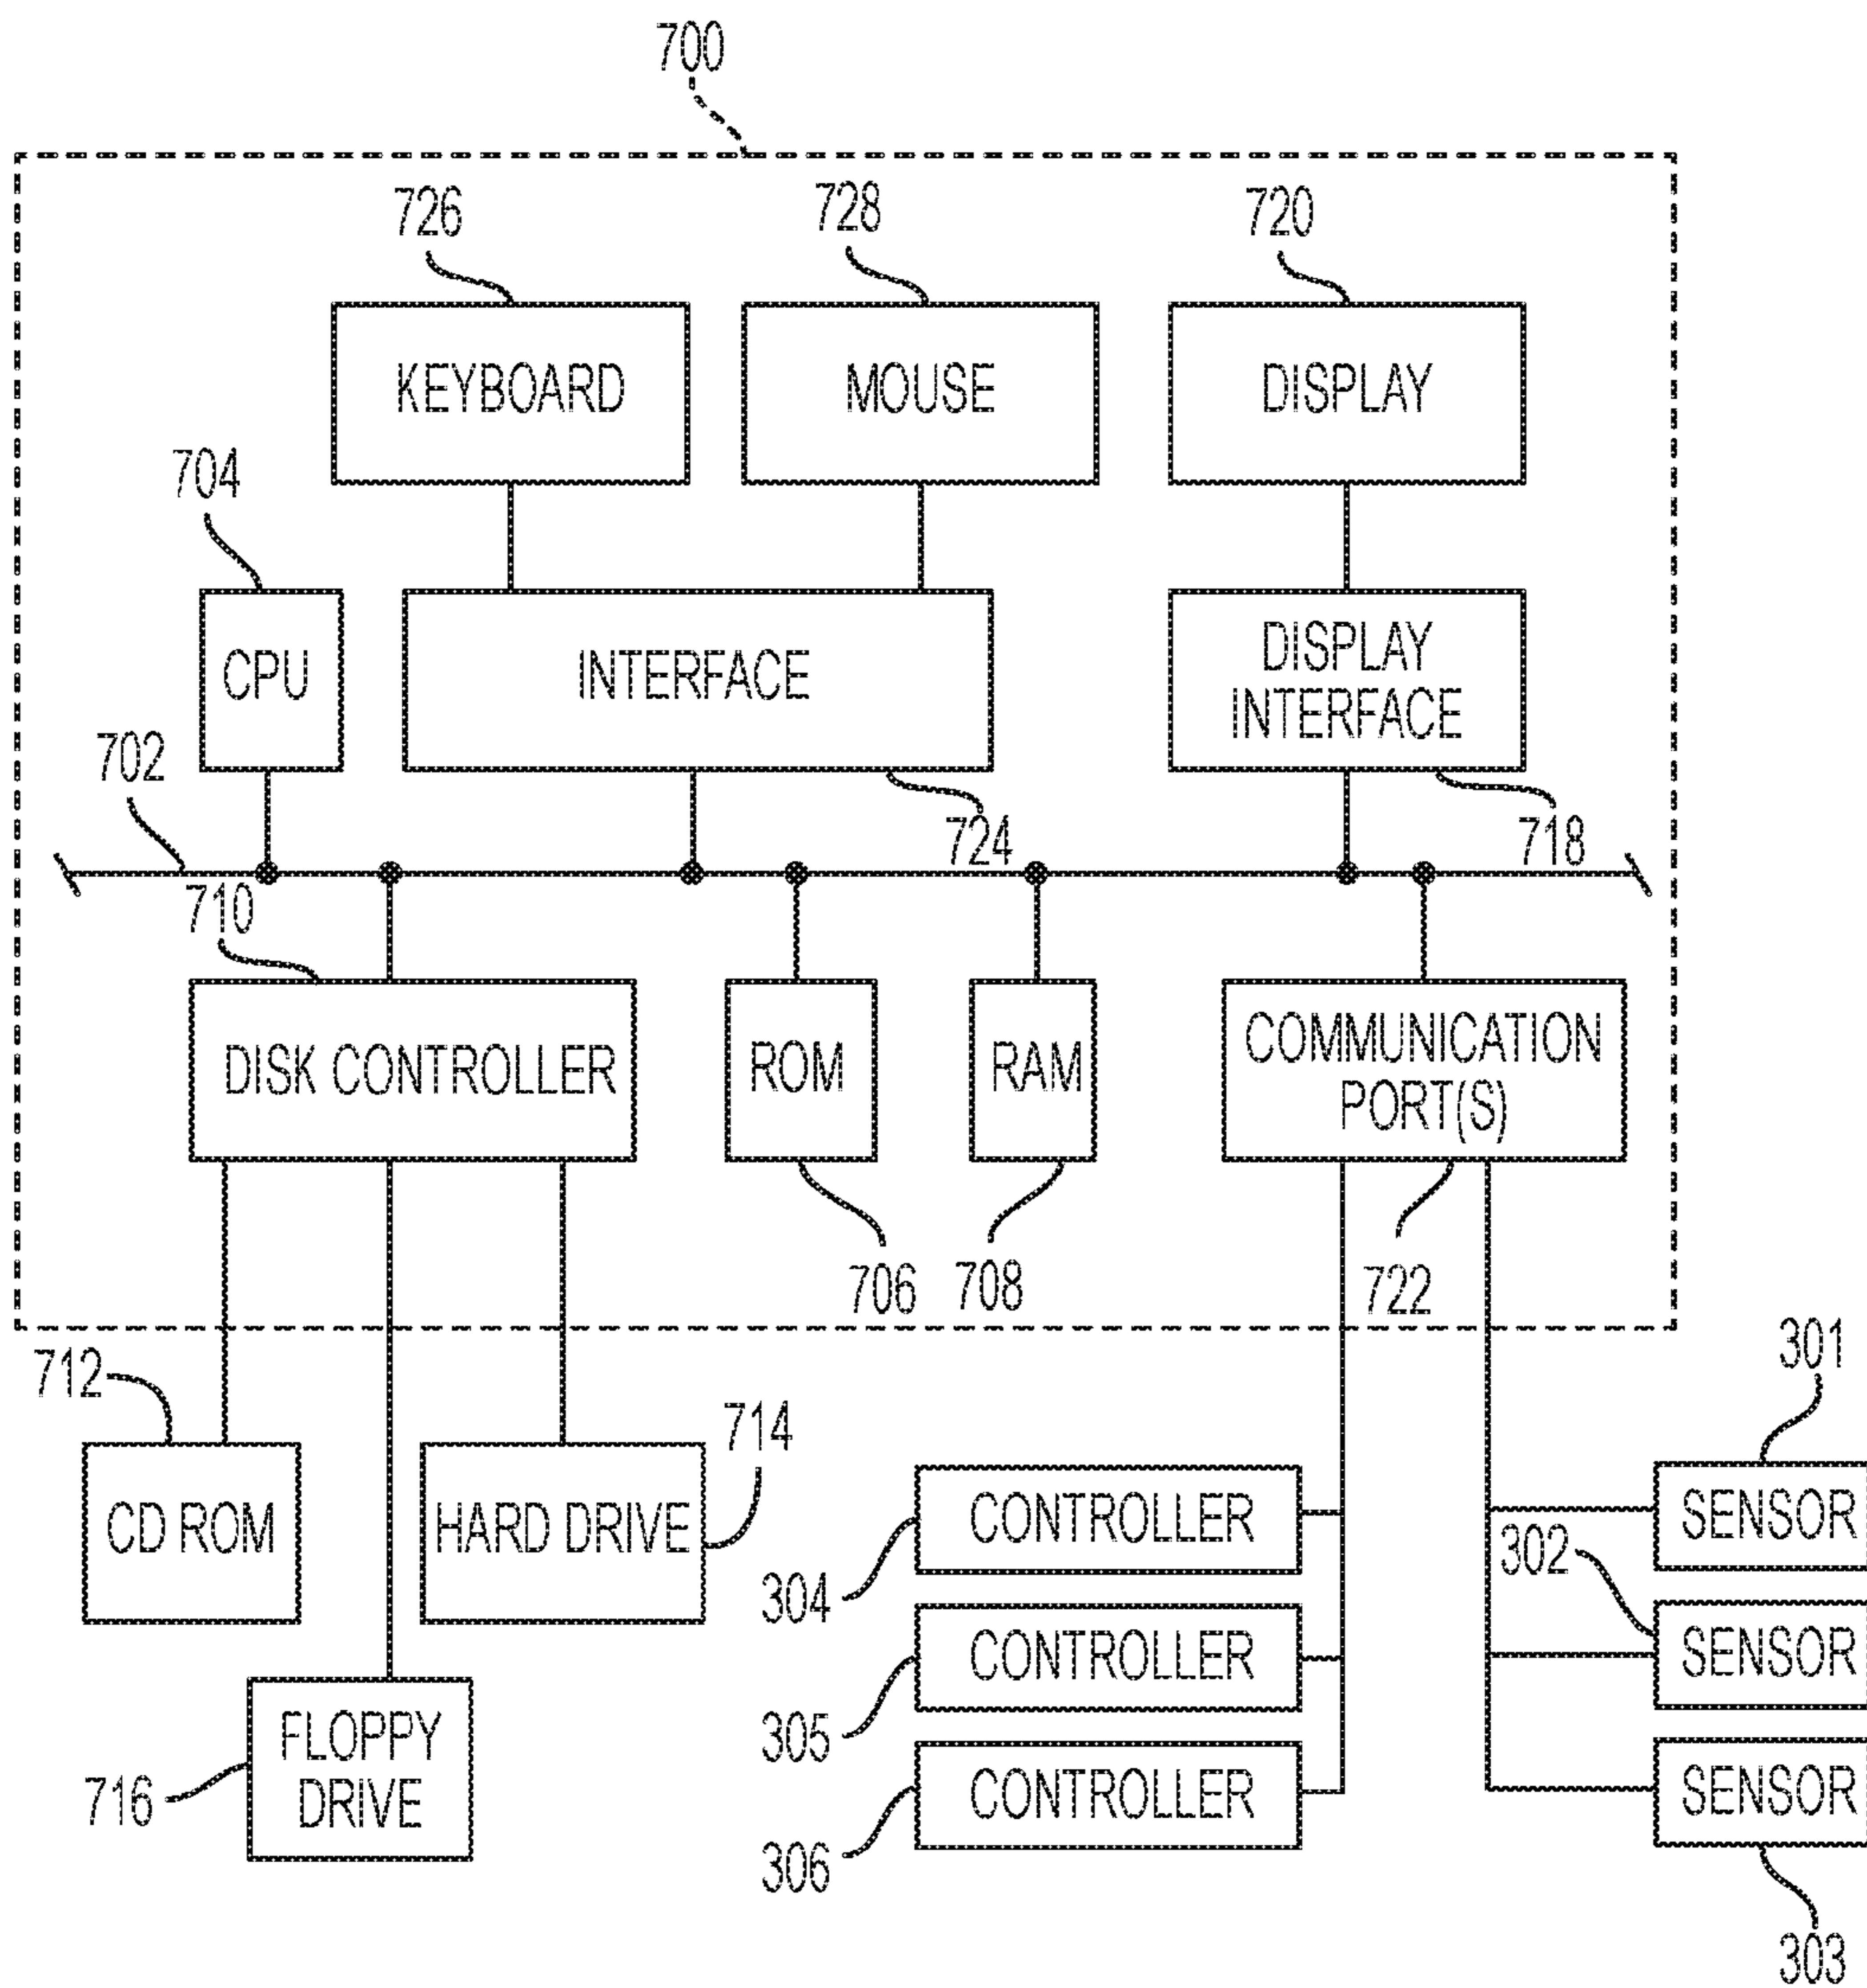 700
726
728
720
KEYBOARD
MOUSE
DISPLAY
704
CPU
INTERFACE
DISPLAY
INTERFACE
702
724
718
710
DISK CONTROLLER
ROM
RAM
COMMUNICATION
PORT(S)
706
708
722
712
714
301
CD ROM
HARD DRIVE
CONTROLLER
SENSOR
304
302
CONTROLLER
SENSOR
305
FLOPPY
DRIVE
716
CONTROLLER
SENSOR
306
303